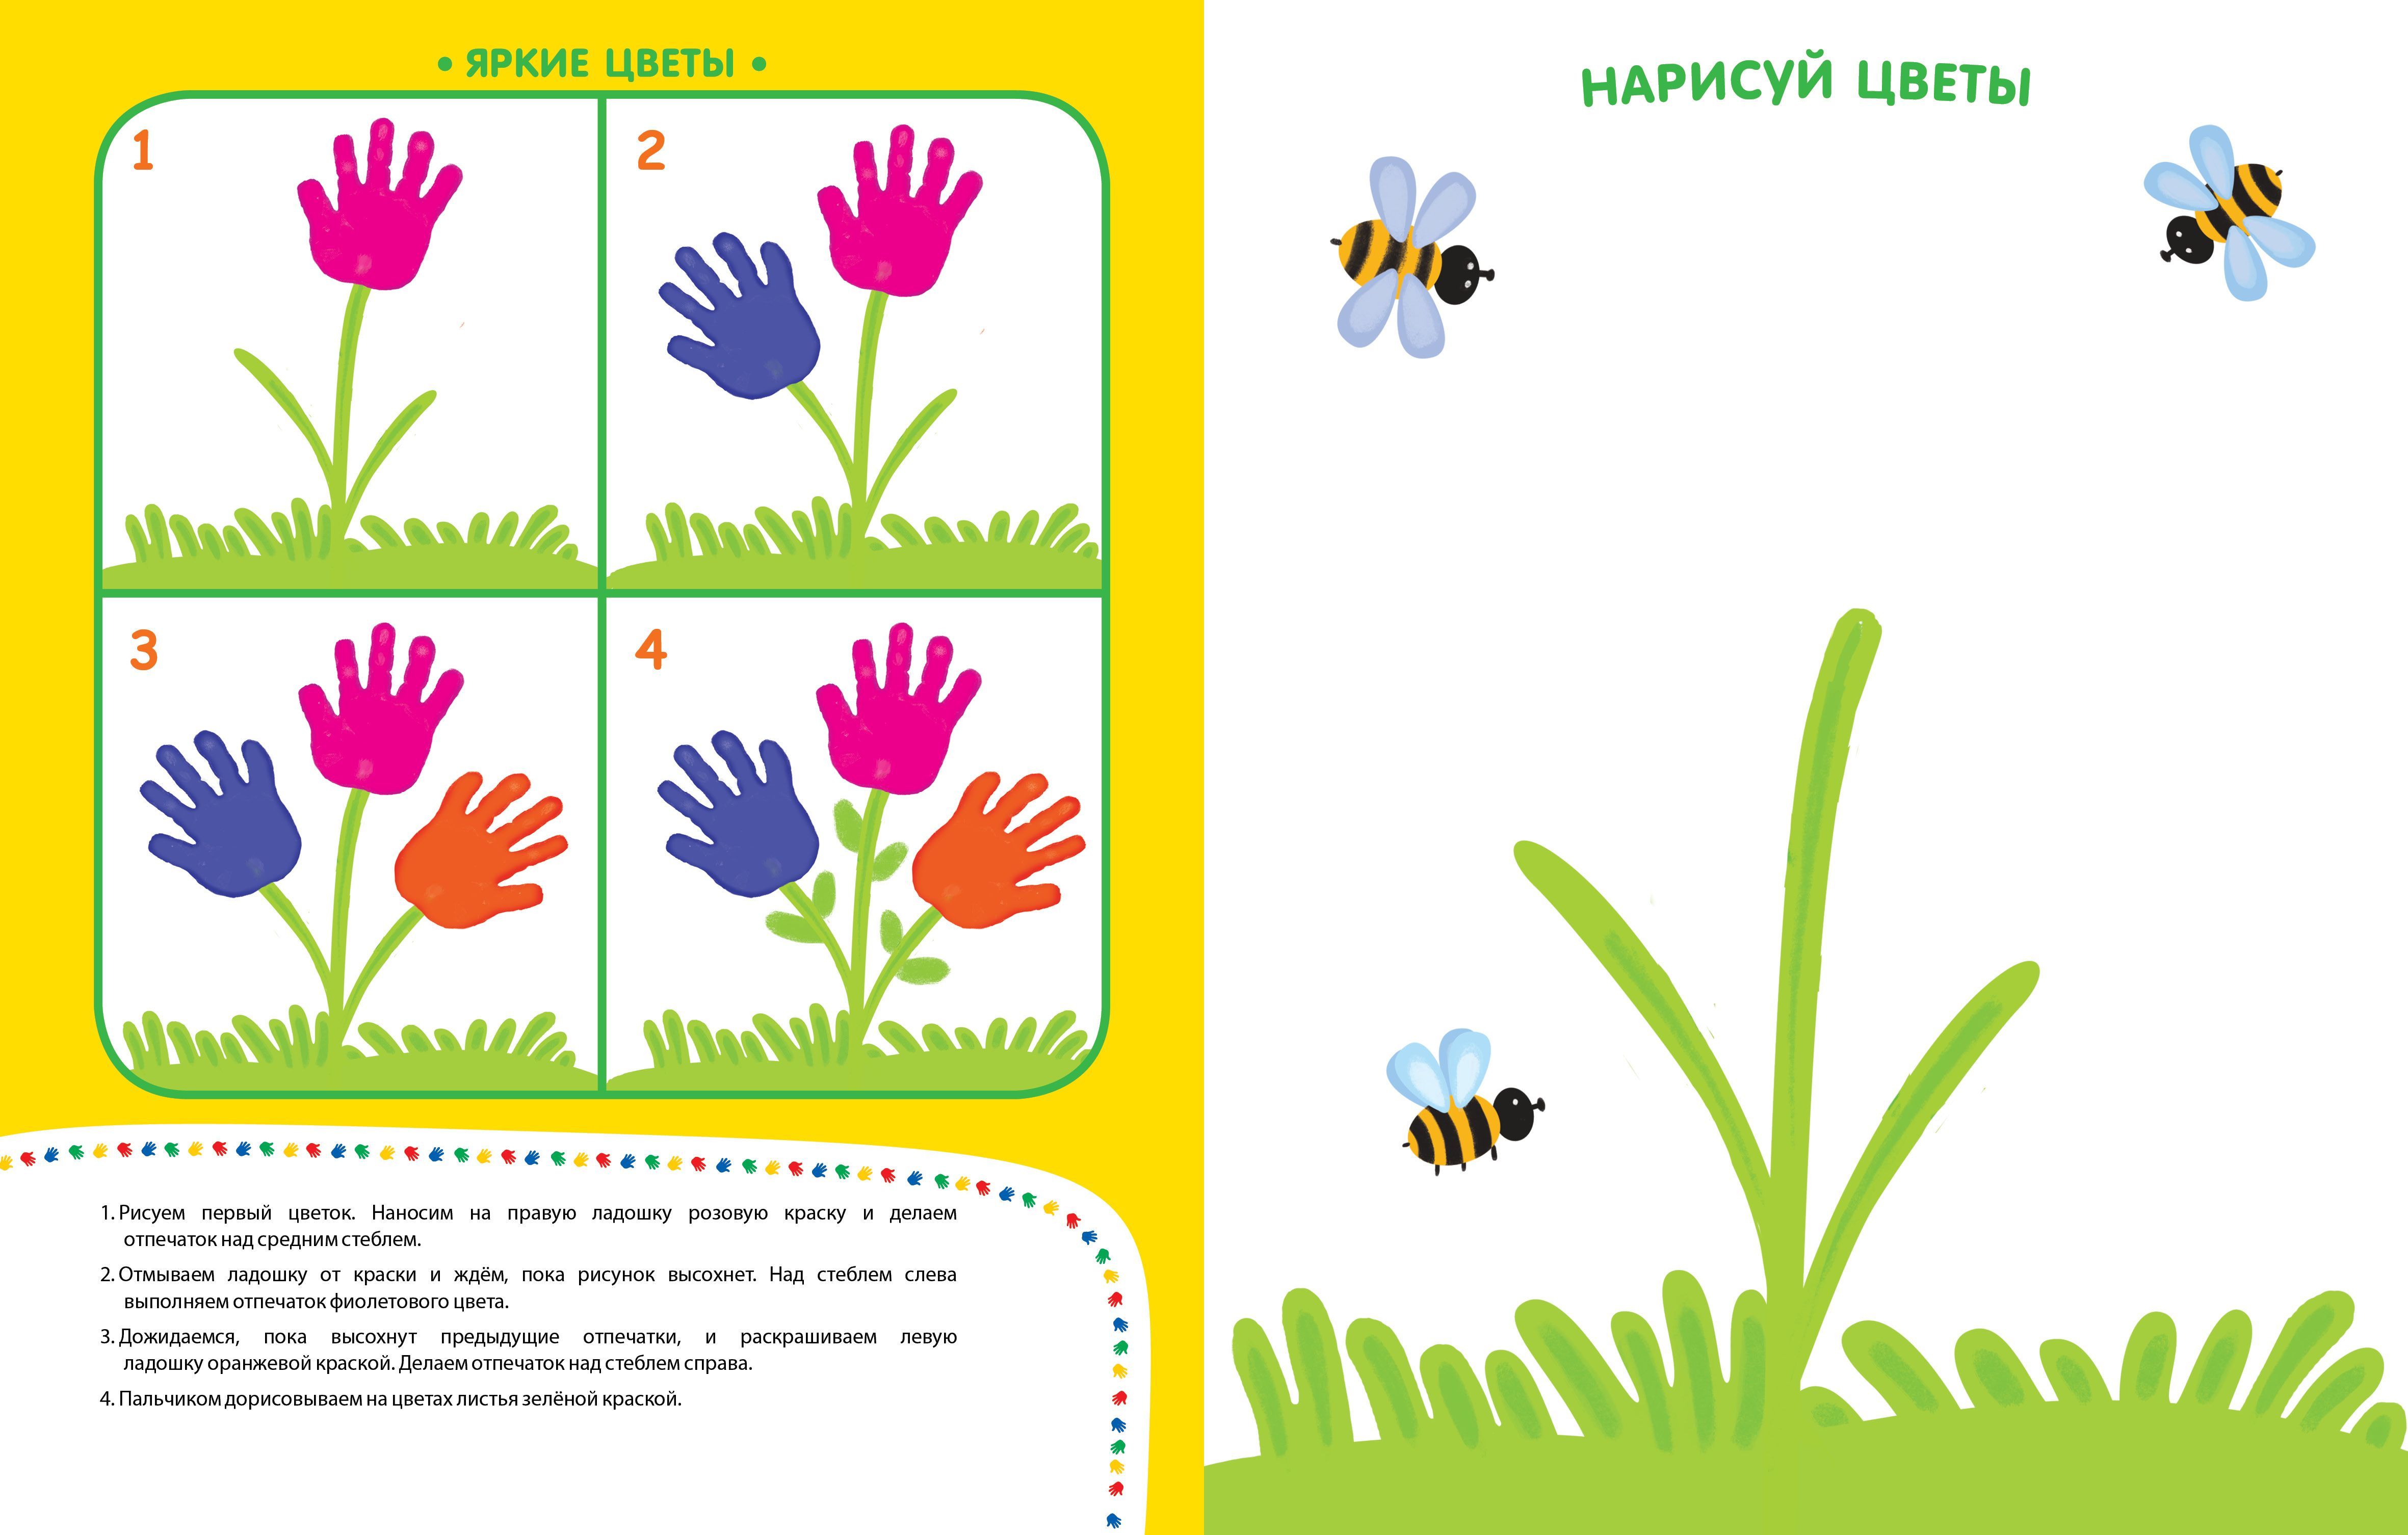 • ЯРКИЕ ЦВЕТЫ •
1
2
3
4
1. Рисуем первый цветок. Наносим на правую ладошку розовую краску и делаем
отпечаток над средним стеблем.
2. Отмываем ладошку от краски и ждём, пока рисунок высохнет. Над стеблем слева
выполняем отпечаток фиолетового цвета.
3. Дожидаемся, пока высохнут предыдущие отпечатки, и раскрашиваем левую
ладошку оранжевой краской. Делаем отпечаток над стеблем справа.
4. Пальчиком дорисовываем на цветах листья зелёной краской.
НАРИСУЙ ЦВЕТЫ